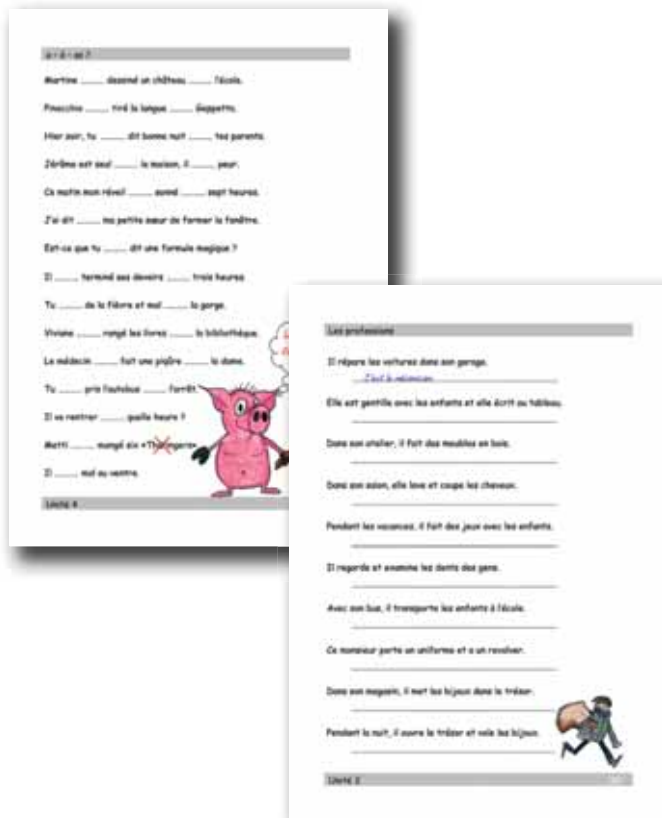 a - à - as ?
Martine ........ dessiné un château ........ l'école.
Pinocchio ........ tiré la langue ........ Geppetto.
Hier soir, tu ........ dit bonne nuit ........ tes parents.
Jérôme est seul ........ la maison, il ........ peur.
Ce matin mon réveil ........ sonné ........ sept heures.
J'ai dit ........ ma petite sœur de fermer la fenêtre.
Est-ce que tu ........ dit une formule magique ?
Il ........ terminé ses devoirs ........ trois heures
Tu ........ de la fièvre et mal ........ la gorge.
Viviane ........ rangé les livres ........ la bibliothèque.
Le médecin ........ fait une piqûre ........ la dame.
Tu ........ pris l'autobus ........ l'arrêt.
Il va rentrer ........ quelle heure ?
Matti ........ mangé six «Thüringer».
Il ........ mal au ventre.
Unité 4
Les professions
Il répare les voitures dans son garage.
C'est le mécanicien
Elle est gentille avec les enfants et elle écrit au tableau.
Dans son atelier, il fait des meubles en bois.
Dans son salon, elle lave et coupe les cheveux.
Pendant les vacances, il fait des jeux avec les enfants.
Il regarde et examine les dents des gens.
Avec son bus, il transporte les enfants à l'école.
Ce monsieur porte un uniforme et a un revolver.
Dans son magasin, il met les bijoux dans le trésor.
Pendant la nuit, il ouvre le trésor et vole les bijoux.
Unité 2